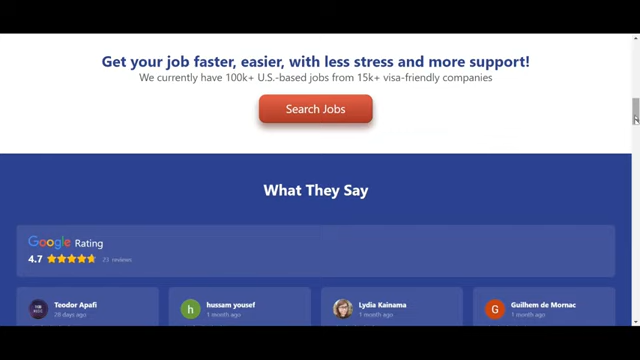 Get your job faster, easier, with less stress and more support!
We currently have 100k+ U.S.-based jobs from 15k+ visa-friendly companies
Search Jobs
What They Say
Google Rating
4.7 reviews
Teodor Apafi
28 days ago
h
hussam yousef
1 month ago
Lydia Kainama
1 month ago
G
Guilhem de Mornac
1 month ago